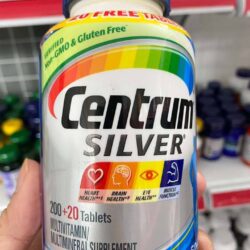 20 FREE TABLE
VERIFIED
Non-GMO & Gluten Free*
Centrum
SILVER®
HEART HEALTH BRAIN HEALTH EYE HEALTH MUSCLE FUNCTION
200+20 Tablets
MULTIVITAMIN/
MULTIMINERAL SUPPLEMENT